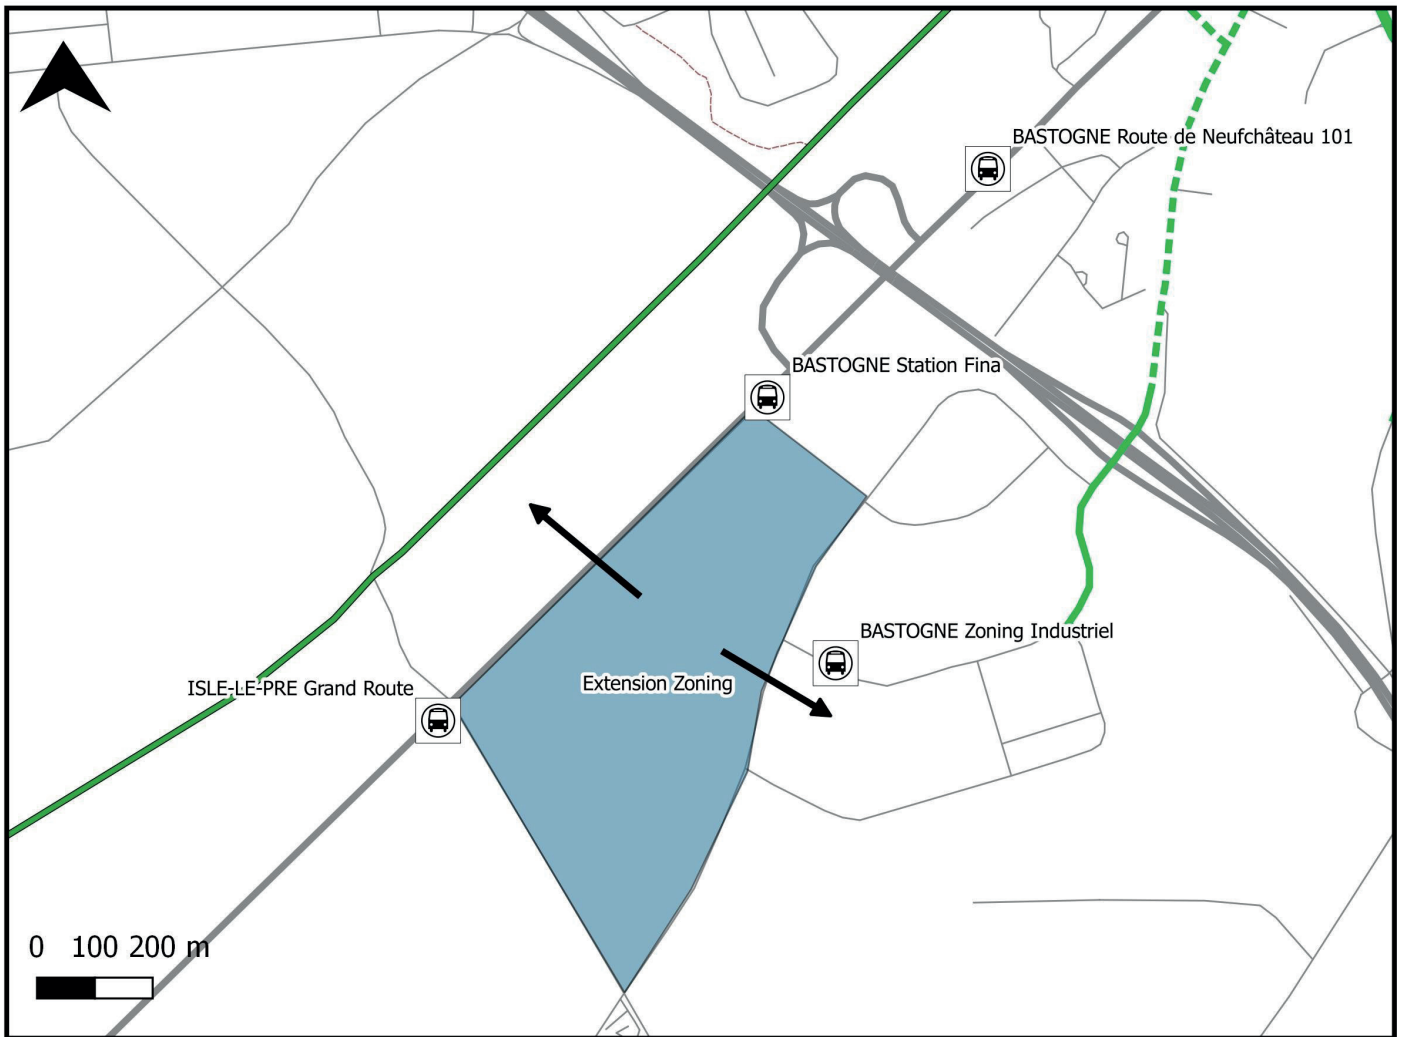 BASTOGNE Route de Neufchâteau 101
BASTOGNE Station Fina
BASTOGNE Zoning Industriel
Extension Zoning
ISLE-LE-PRE Grand Route
0 100 200 m